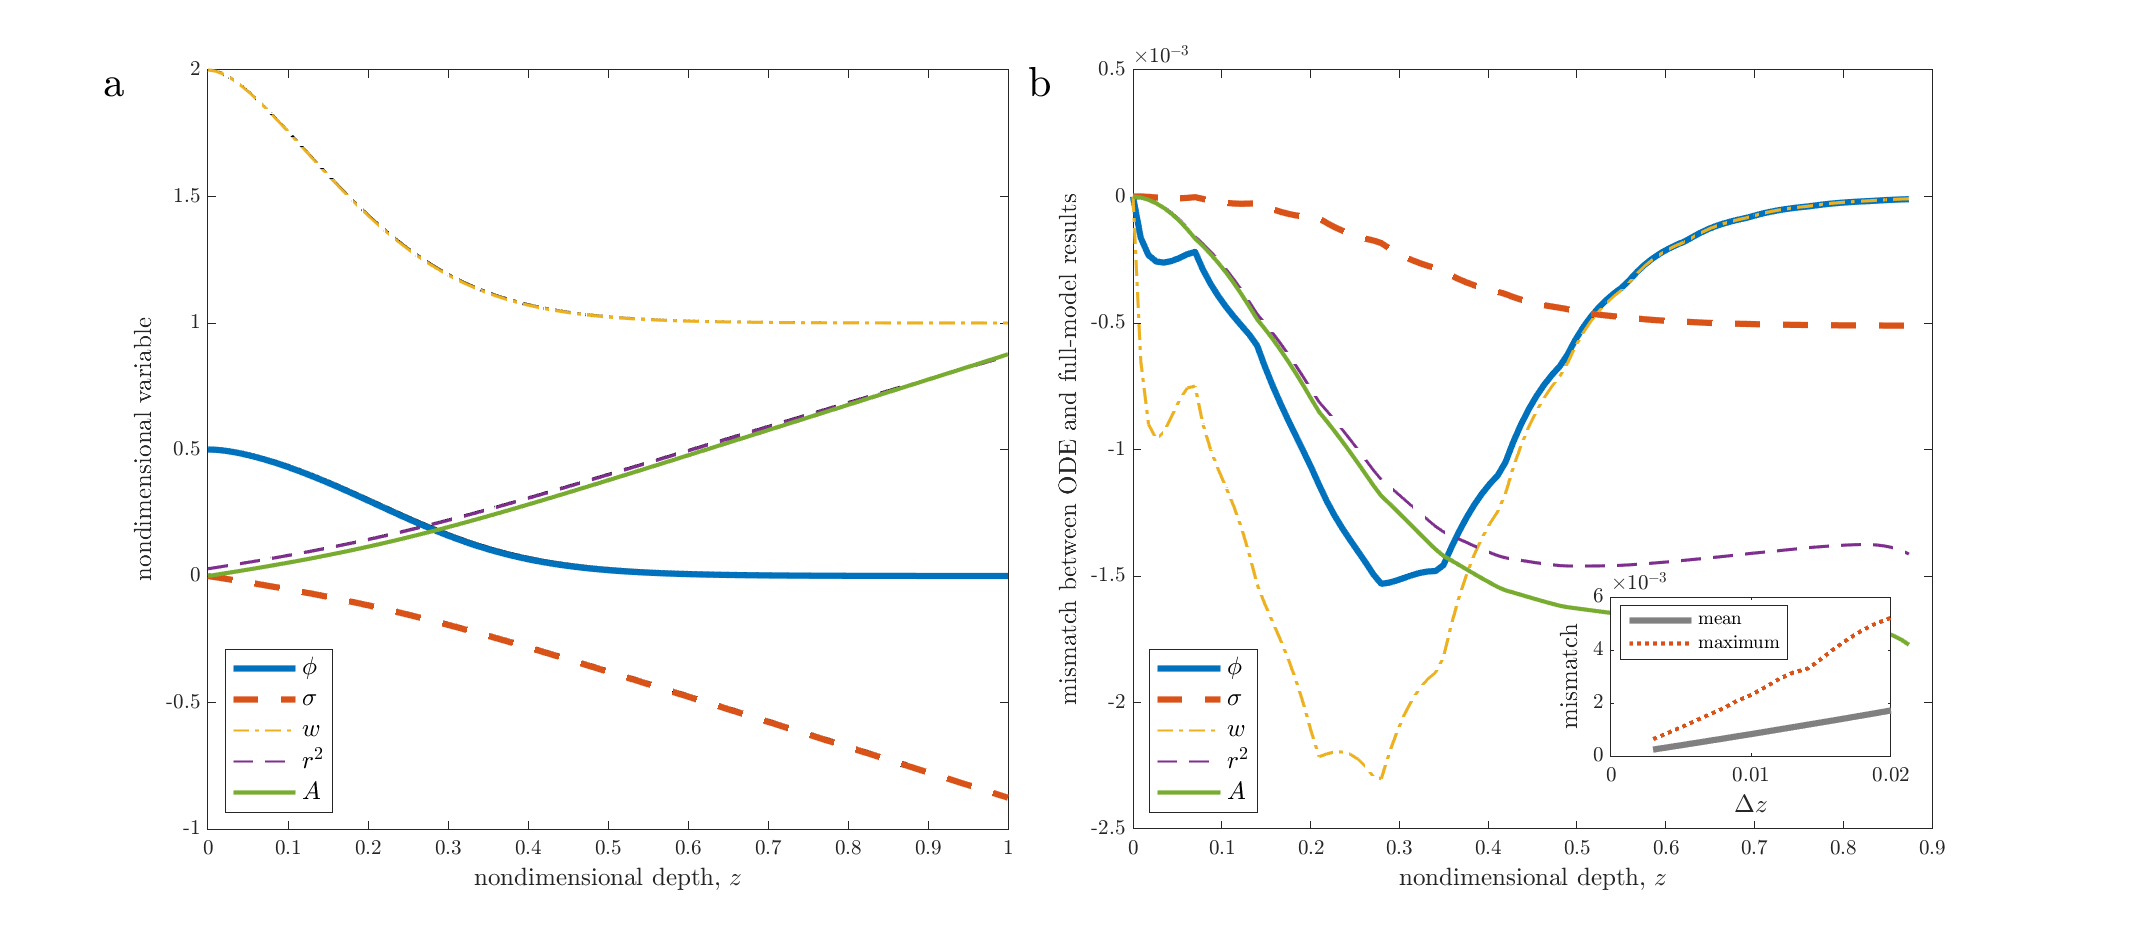 a
2
1.5
1
0.5
0
-0.5
-1
0 0.1 0.2 0.3 0.4 0.5 0.6 0.7 0.8 0.9 1
nondimensional variable
nondimensional depth, z
ϕ
σ
w
r²
A
b
×10⁻³
0.5
0
-0.5
-1
-1.5
-2
-2.5
0 0.1 0.2 0.3 0.4 0.5 0.6 0.7 0.8 0.9
mismatch between ODE and full-model results
nondimensional depth, z
ϕ
σ
w
r²
A
×10⁻³
6
4
2
0
0 0.01 0.02
mismatch
Δz
mean
maximum